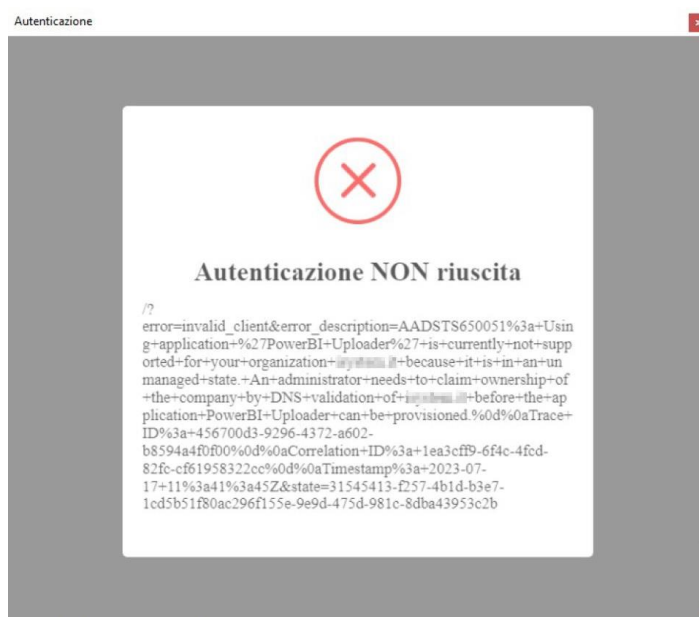 Autenticazione
Autenticazione NON riuscita
/?
error=invalid_client&error_description=AADSTS650051%3a+Usin
g+application+%27PowerBI+Uploader%27+is+currently+not+supp
orted+for+your+organization+ +because+it+is+in+an+un
managed+state.+An+administrator+needs+to+claim+ownership+of
+the+company+by+DNS+validation+of+ +before+the+ap
plication+PowerBI+Uploader+can+be+provisioned.%0d%0aTrace+
ID%3a+456700d3-9296-4372-a602-
b8594a4f0f00%0d%0aCorrelation+ID%3a+1ea3cff9-6f4c-4fcd-
82fc-cf61958322cc%0d%0aTimestamp%3a+2023-07-
17+11%3a41%3a45Z&state=31545413-f257-4b1d-b3e7-
1cd5b51f80ac296f155e-9e9d-475d-981c-8dba43953c2b